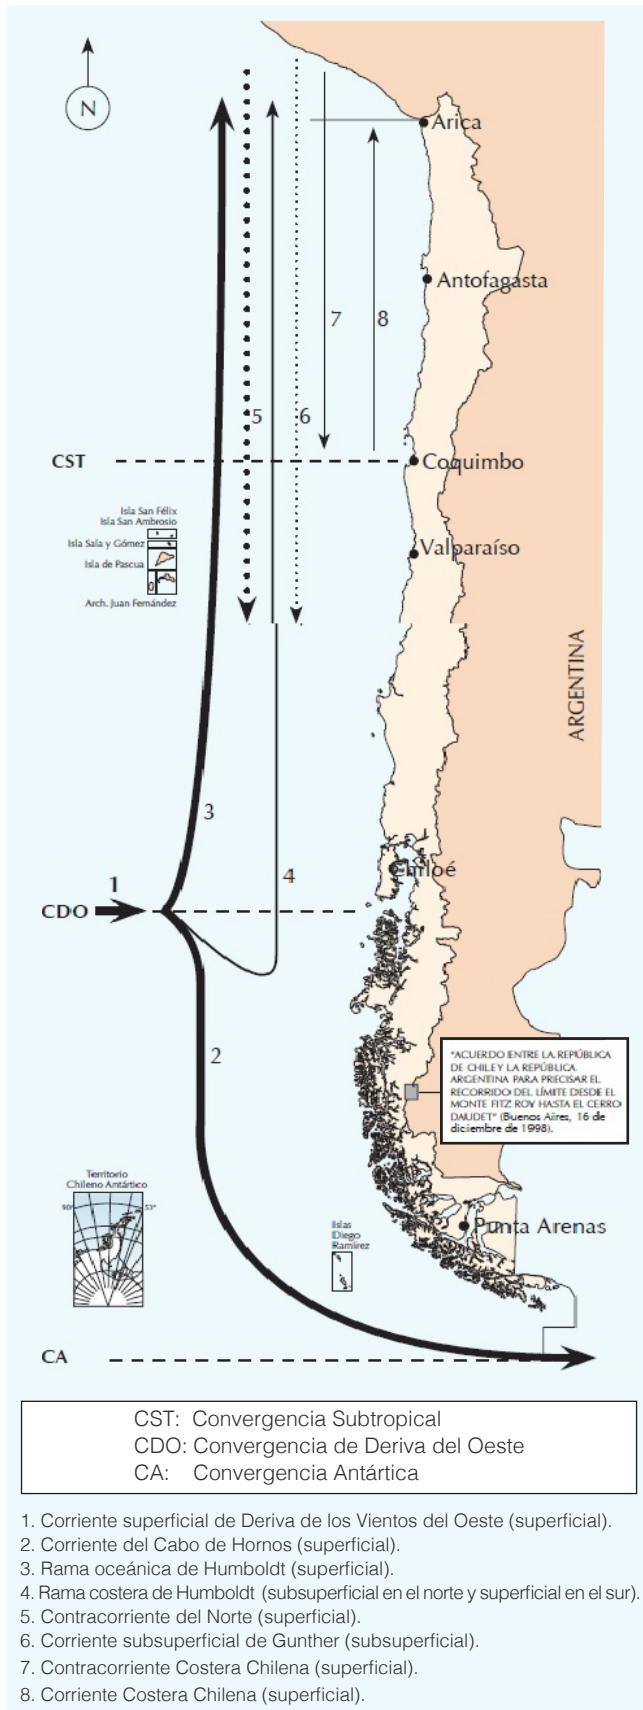 N
Arica
Antofagasta
7
8
5
6
CST
Coquimbo
Isla San Félix
Isla San Ambrosio
Isla Sala y Gómez
Isla de Pascua
Arch. Juan Fernández
Valparaíso
ARGENTINA
3
Chiloé
4
1
CDO
2
"ACUERDO ENTRE LA REPÚBLICA
DE CHILE Y LA REPÚBLICA
ARGENTINA PARA PRECISAR EL
RECORRIDO DEL LÍMITE DESDE EL
MONTE FITZ ROY HASTA EL CERRO
DAUDET" (Buenos Aires, 16 de
diciembre de 1998).
Territorio
Chileno Antártico
90° 53°
Islas
Diego
Ramírez
Punta Arenas
CA
CST: Convergencia Subtropical
CDO: Convergencia de Deriva del Oeste
CA: Convergencia Antártica
1. Corriente superficial de Deriva de los Vientos del Oeste (superficial).
2. Corriente del Cabo de Hornos (superficial).
3. Rama oceánica de Humboldt (superficial).
4. Rama costera de Humboldt (subsuperficial en el norte y superficial en el sur).
5. Contracorriente del Norte (superficial).
6. Corriente subsuperficial de Gunther (subsuperficial).
7. Contracorriente Costera Chilena (superficial).
8. Corriente Costera Chilena (superficial).